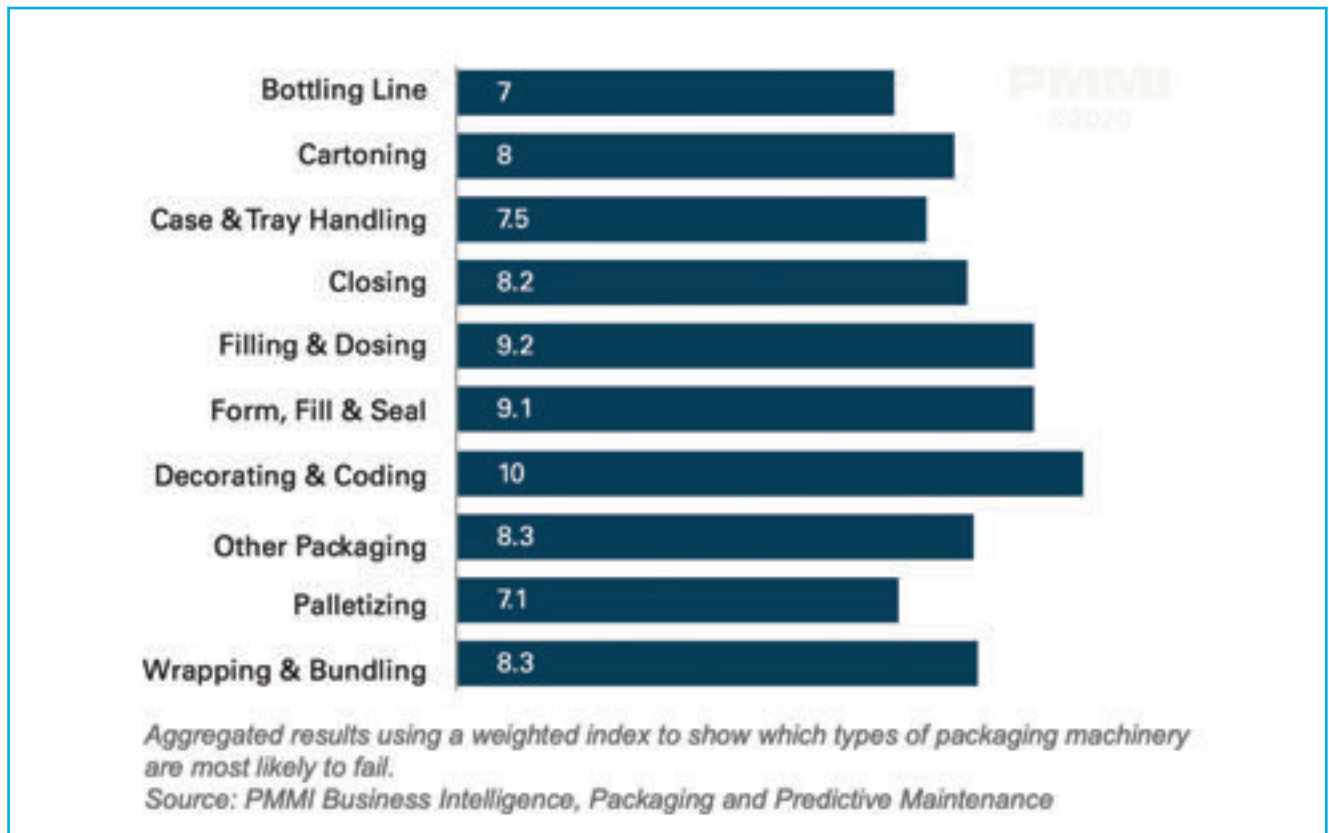 PMMI
©2020
Bottling Line 7
Cartoning 8
Case & Tray Handling 7.5
Closing 8.2
Filling & Dosing 9.2
Form, Fill & Seal 9.1
Decorating & Coding 10
Other Packaging 8.3
Palletizing 7.1
Wrapping & Bundling 8.3
Aggregated results using a weighted index to show which types of packaging machinery
are most likely to fail.
Source: PMMI Business Intelligence, Packaging and Predictive Maintenance